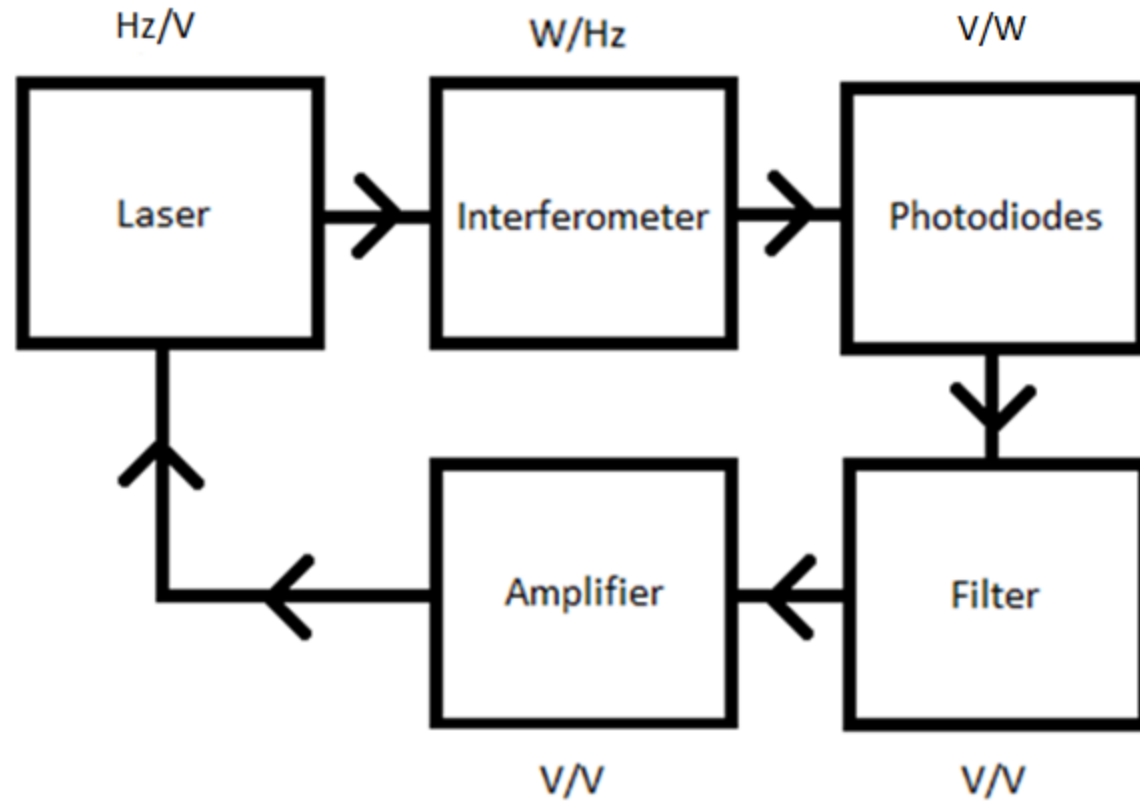 Hz/V
W/Hz
V/W
Laser
Interferometer
Photodiodes
Amplifier
Filter
V/V
V/V